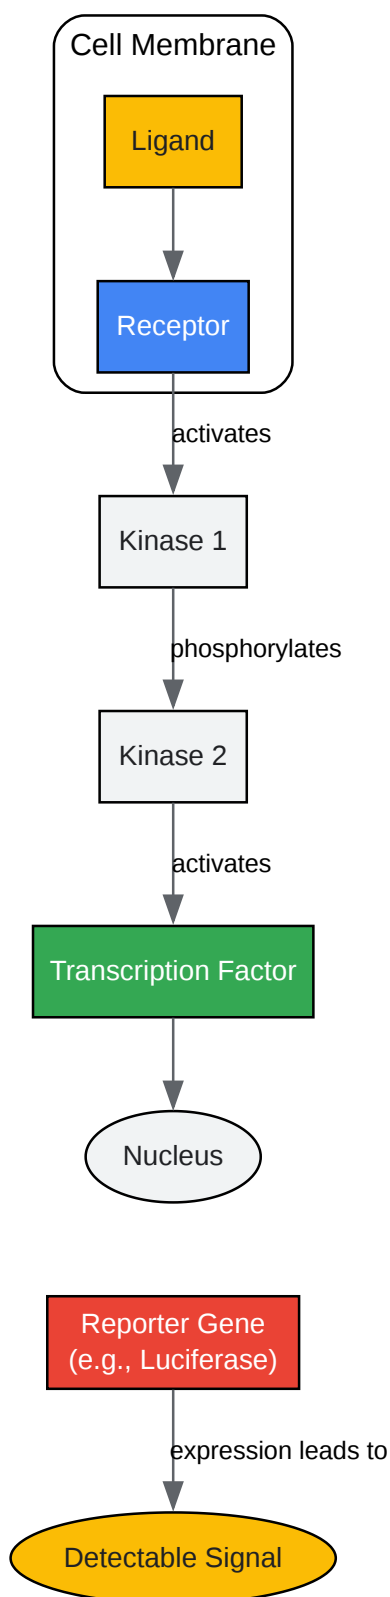 Cell Membrane
Ligand
Receptor
activates
Kinase 1
phosphorylates
Kinase 2
activates
Transcription Factor
Nucleus
Reporter Gene
(e.g., Luciferase)
expression leads to
Detectable Signal